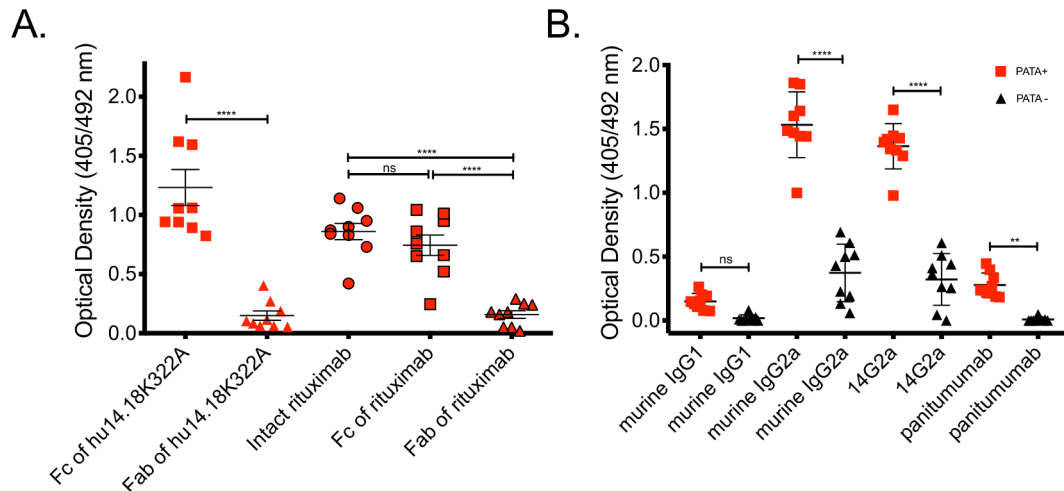 A.
Optical Density (405/492 nm)
2.0
1.5
1.0
0.5
0.0
****
****
ns
****
Fc of hu14.18K322A
Fab of hu14.18K322A
Intact rituximab
Fc of rituximab
Fab of rituximab
B.
Optical Density (405/492 nm)
2.0
1.5
1.0
0.5
0.0
****
****
ns
**
PATA+
PATA-
murine IgG1
murine IgG1
murine IgG2a
murine IgG2a
14G2a
14G2a
panitumumab
panitumumab